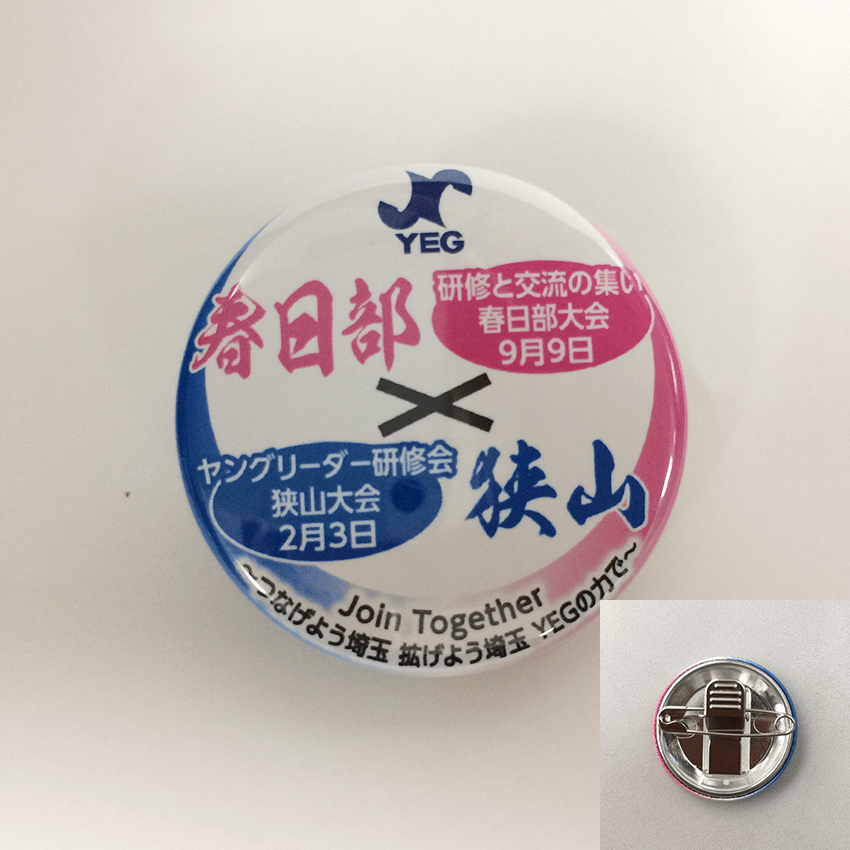 YEG
春日部
研修と交流の集い
春日部大会
9月9日
×
ヤングリーダー研修会
狭山大会
2月3日
狭山
Join Together
~つなげよう埼玉 拡げよう埼玉 YEGの力で~